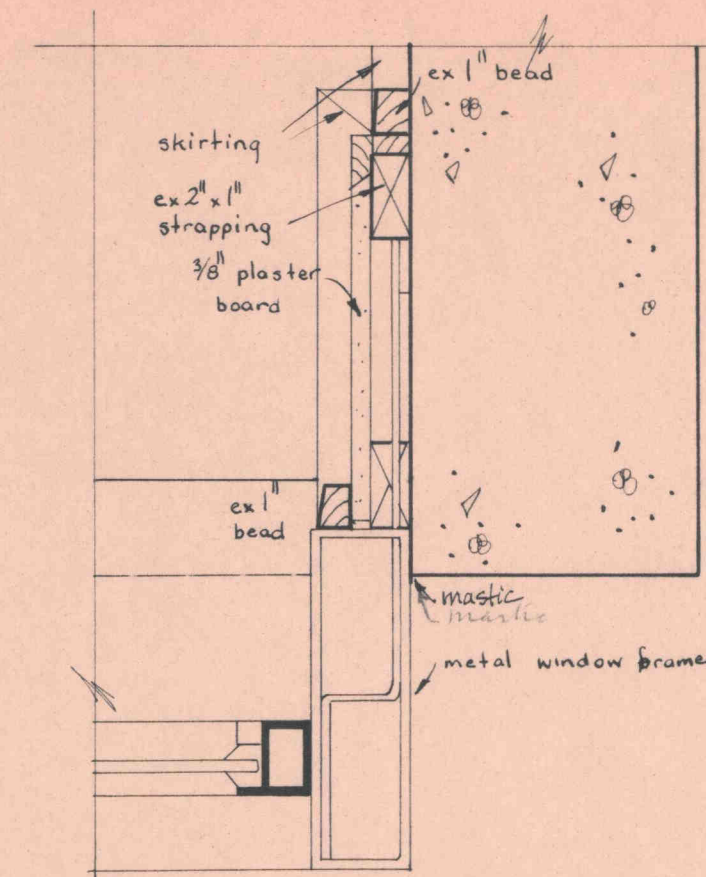 ex 1" bead
skirting
ex 2" x 1"
strapping
3/8" plaster
board
ex 1"
bead
mastic
mastic
metal window frame